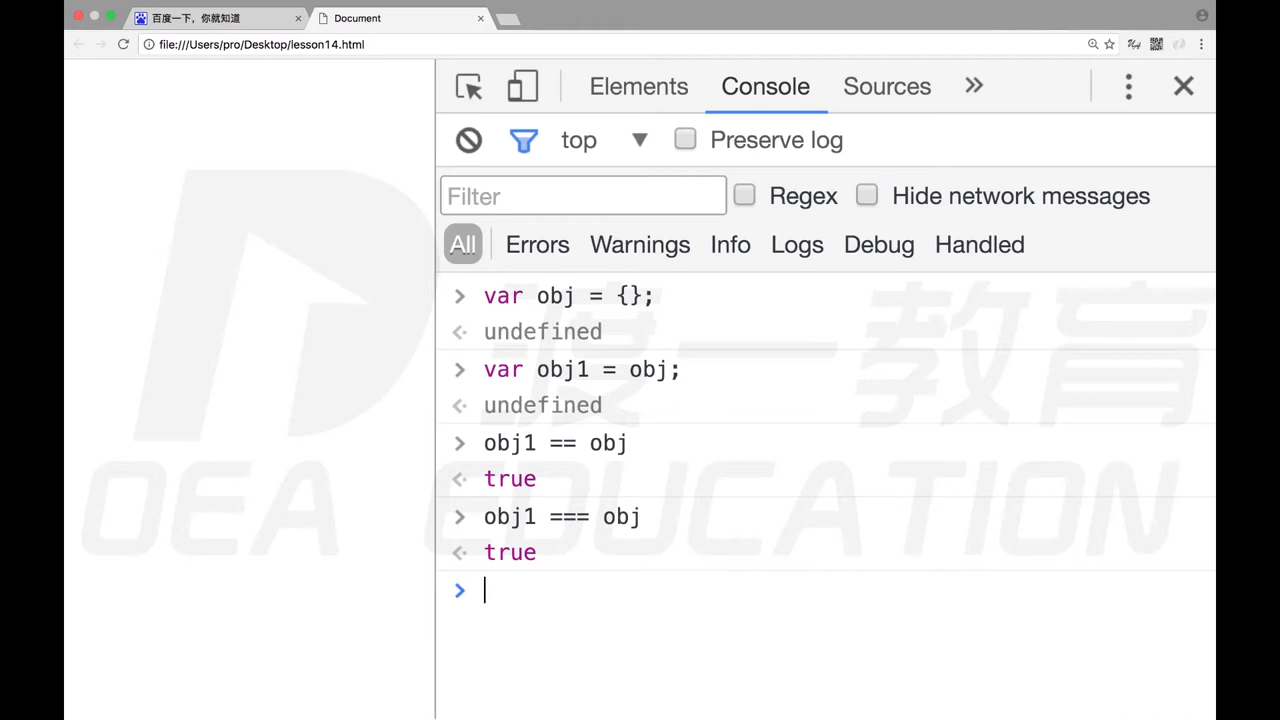 百度一下，你就知道
Document
file:///Users/pro/Desktop/lesson14.html
Elements Console Sources
top Preserve log
Filter Regex Hide network messages
All Errors Warnings Info Logs Debug Handled
var obj = {};
undefined
var obj1 = obj;
undefined
obj1 == obj
true
obj1 === obj
true
渡一教育
OEA EDUCATION